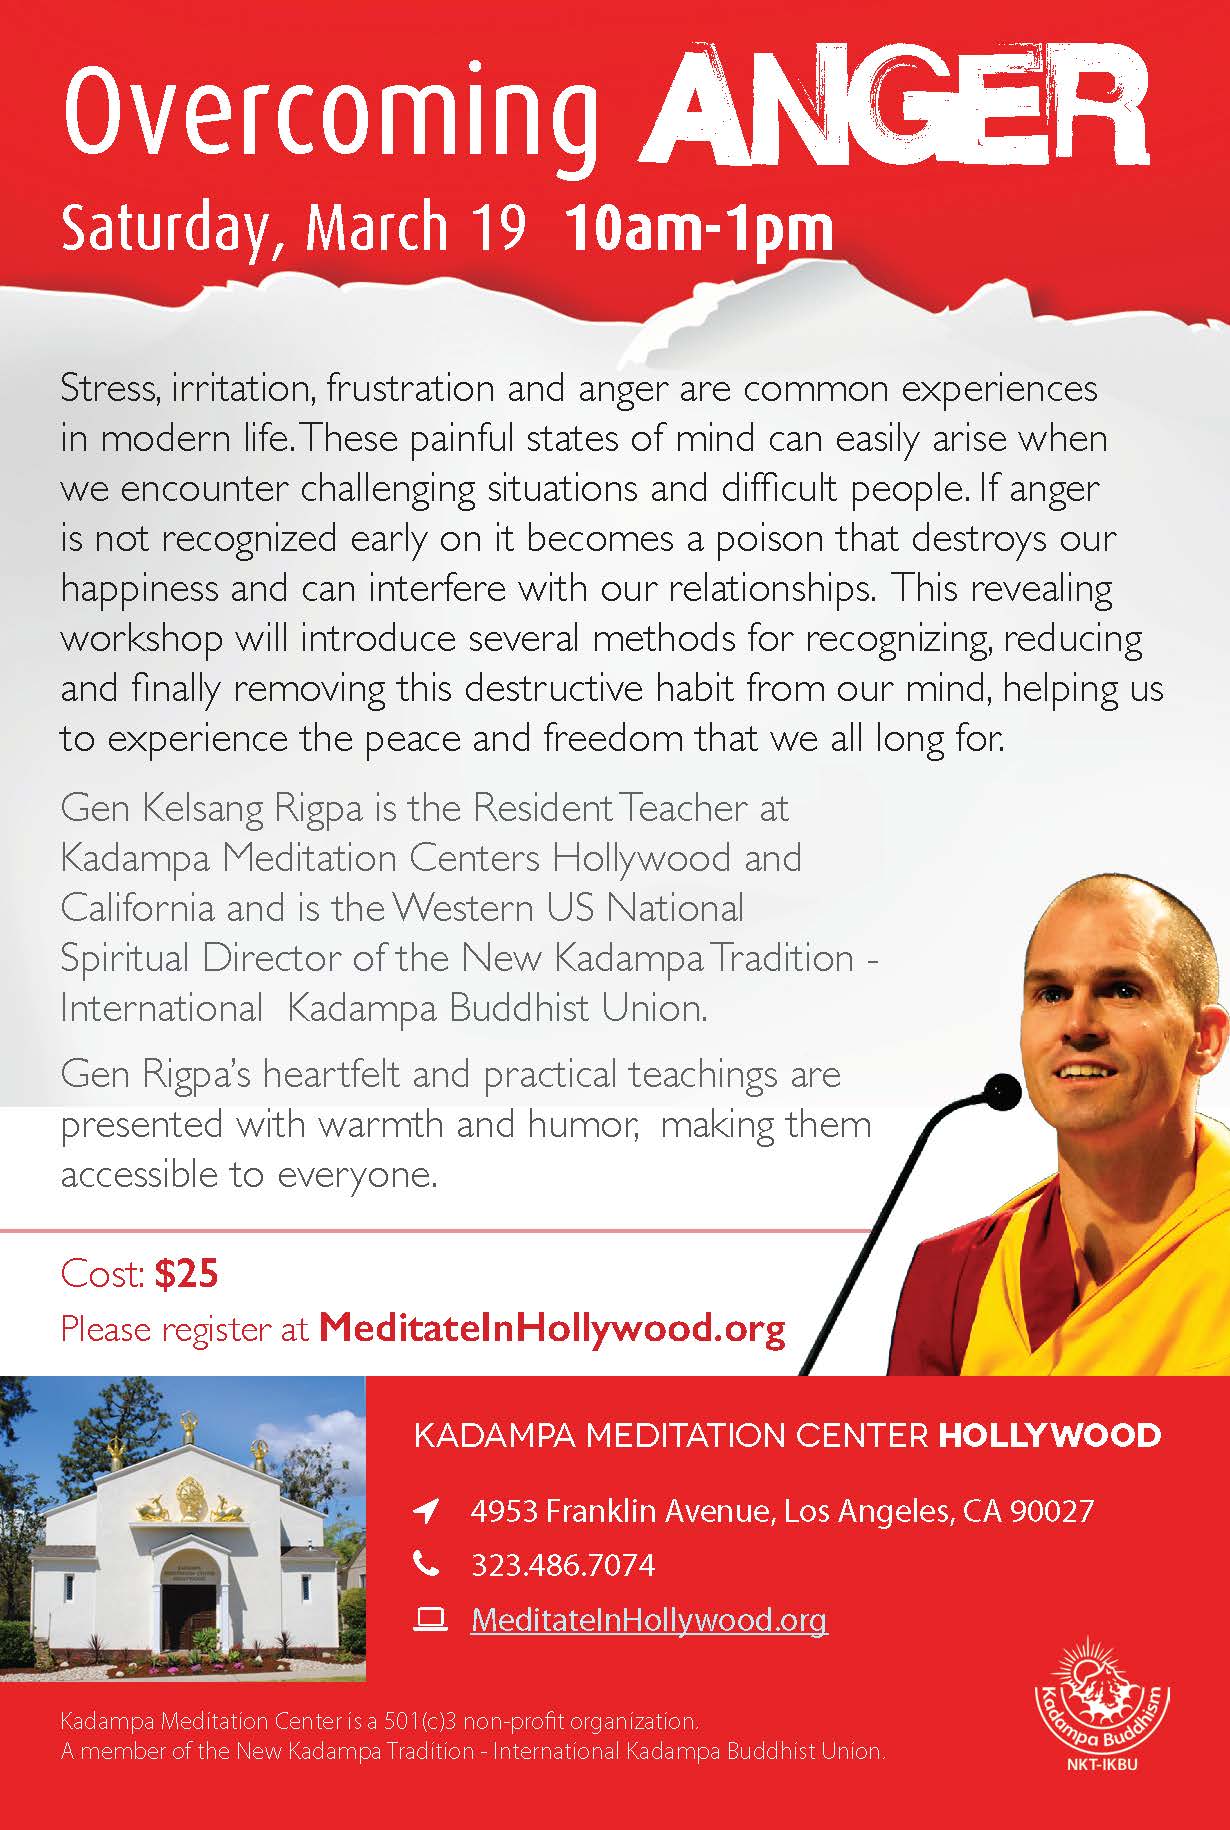 Overcoming ANGER
Saturday, March 19 10am-1pm
Stress, irritation, frustration and anger are common experiences
in modern life. These painful states of mind can easily arise when
we encounter challenging situations and difficult people. If anger
is not recognized early on it becomes a poison that destroys our
happiness and can interfere with our relationships. This revealing
workshop will introduce several methods for recognizing, reducing
and finally removing this destructive habit from our mind, helping us
to experience the peace and freedom that we all long for.
Gen Kelsang Rigpa is the Resident Teacher at
Kadampa Meditation Centers Hollywood and
California and is the Western US National
Spiritual Director of the New Kadampa Tradition -
International Kadampa Buddhist Union.
Gen Rigpa's heartfelt and practical teachings are
presented with warmth and humor, making them
accessible to everyone.
Cost: $25
Please register at MeditateInHollywood.org
KADAMPA
MEDITATION CENTER
HOLLYWOOD
KADAMPA MEDITATION CENTER HOLLYWOOD
4953 Franklin Avenue, Los Angeles, CA 90027
323.486.7074
MeditateInHollywood.org
Kadampa Meditation Center is a 501(c)3 non-profit organization.
A member of the New Kadampa Tradition - International Kadampa Buddhist Union.
Kadampa Buddhism
NKT-IKBU